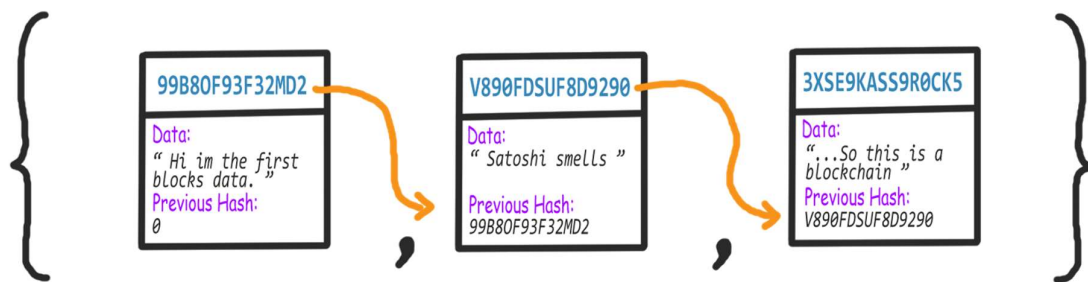 99B8OF93F32MD2
Data:
“ Hi im the first
blocks data. ”
Previous Hash:
0
,
V890FDSUF8D9290
Data:
“ Satoshi smells ”
Previous Hash:
99B8OF93F32MD2
,
3XSE9KASS9R0CK5
Data:
“...So this is a
blockchain ”
Previous Hash:
V890FDSUF8D9290